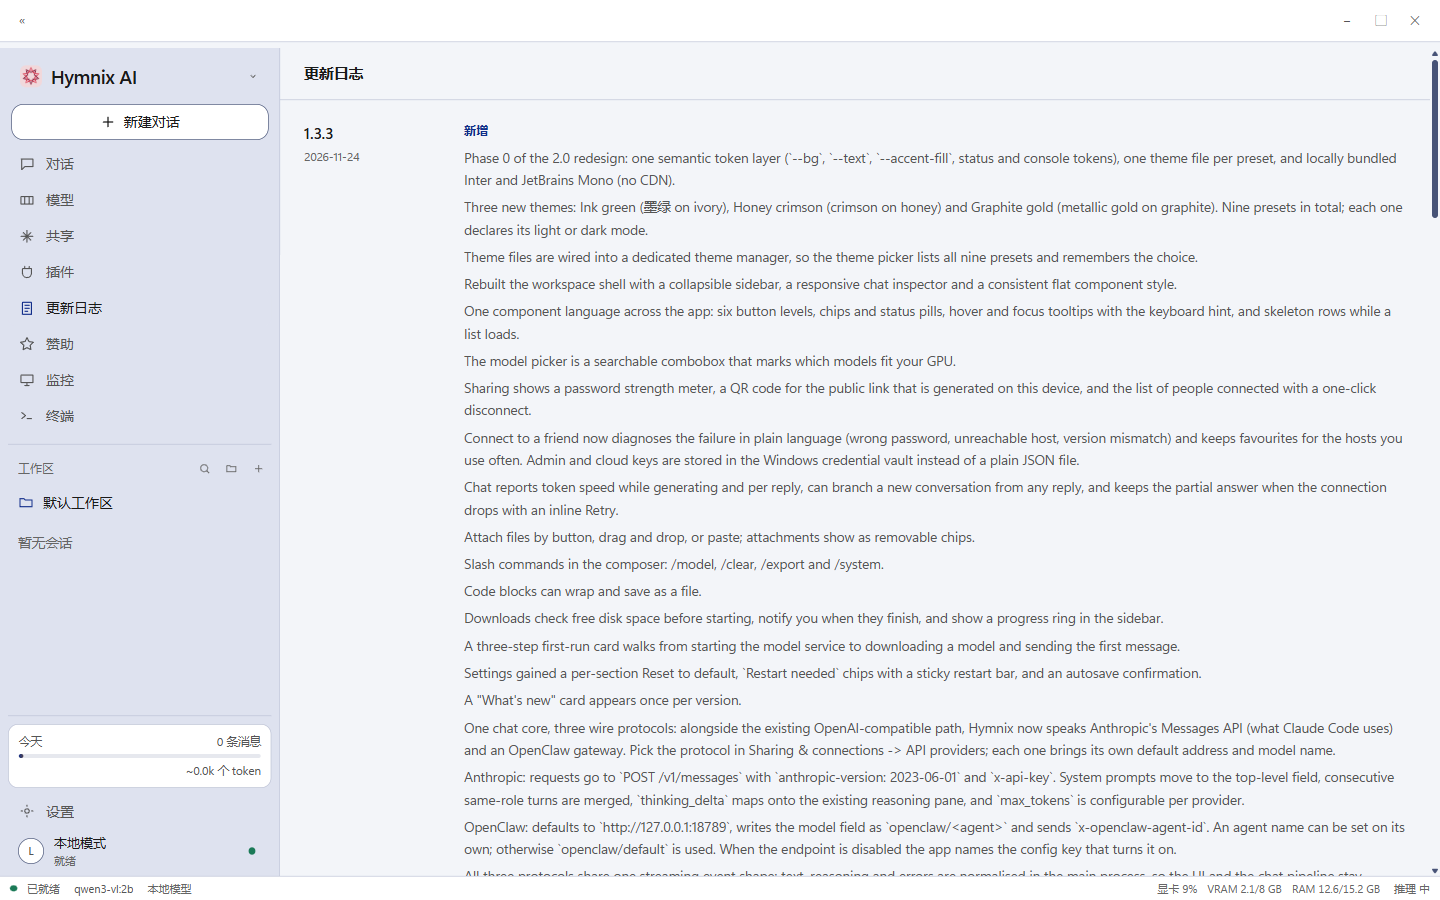 «
Hymnix AI
新建对话
对话
模型
共享
插件
更新日志
赞助
监控
终端
工作区
默认工作区
暂无会话
今天 0 条消息
~0.0k 个 token
设置
L
本地模式
就绪
更新日志
1.3.3
2026-11-24
新增
Phase 0 of the 2.0 redesign: one semantic token layer (`--bg`, `--text`, `--accent-fill`, status and console tokens), one theme file per preset, and locally bundled
Inter and JetBrains Mono (no CDN).
Three new themes: Ink green (墨绿 on ivory), Honey crimson (crimson on honey) and Graphite gold (metallic gold on graphite). Nine presets in total; each one
declares its light or dark mode.
Theme files are wired into a dedicated theme manager, so the theme picker lists all nine presets and remembers the choice.
Rebuilt the workspace shell with a collapsible sidebar, a responsive chat inspector and a consistent flat component style.
One component language across the app: six button levels, chips and status pills, hover and focus tooltips with the keyboard hint, and skeleton rows while a
list loads.
The model picker is a searchable combobox that marks which models fit your GPU.
Sharing shows a password strength meter, a QR code for the public link that is generated on this device, and the list of people connected with a one-click
disconnect.
Connect to a friend now diagnoses the failure in plain language (wrong password, unreachable host, version mismatch) and keeps favourites for the hosts you
use often. Admin and cloud keys are stored in the Windows credential vault instead of a plain JSON file.
Chat reports token speed while generating and per reply, can branch a new conversation from any reply, and keeps the partial answer when the connection
drops with an inline Retry.
Attach files by button, drag and drop, or paste; attachments show as removable chips.
Slash commands in the composer: /model, /clear, /export and /system.
Code blocks can wrap and save as a file.
Downloads check free disk space before starting, notify you when they finish, and show a progress ring in the sidebar.
A three-step first-run card walks from starting the model service to downloading a model and sending the first message.
Settings gained a per-section Reset to default, `Restart needed` chips with a sticky restart bar, and an autosave confirmation.
A "What's new" card appears once per version.
One chat core, three wire protocols: alongside the existing OpenAI-compatible path, Hymnix now speaks Anthropic's Messages API (what Claude Code uses)
and an OpenClaw gateway. Pick the protocol in Sharing & connections -> API providers; each one brings its own default address and model name.
Anthropic: requests go to `POST /v1/messages` with `anthropic-version: 2023-06-01` and `x-api-key`. System prompts move to the top-level field, consecutive
same-role turns are merged, `thinking_delta` maps onto the existing reasoning pane, and `max_tokens` is configurable per provider.
OpenClaw: defaults to `http://127.0.0.1:18789`, writes the model field as `openclaw/<agent>` and sends `x-openclaw-agent-id`. An agent name can be set on its
own; otherwise `openclaw/default` is used. When the endpoint is disabled the app names the config key that turns it on.
All three protocols share one streaming event shape: text, reasoning and errors are normalised in the main process, so the UI and the chat pipeline stay
已就绪 qwen3-vl:2b 本地模型
显卡 9% VRAM 2.1/8 GB RAM 12.6/15.2 GB 推理 中